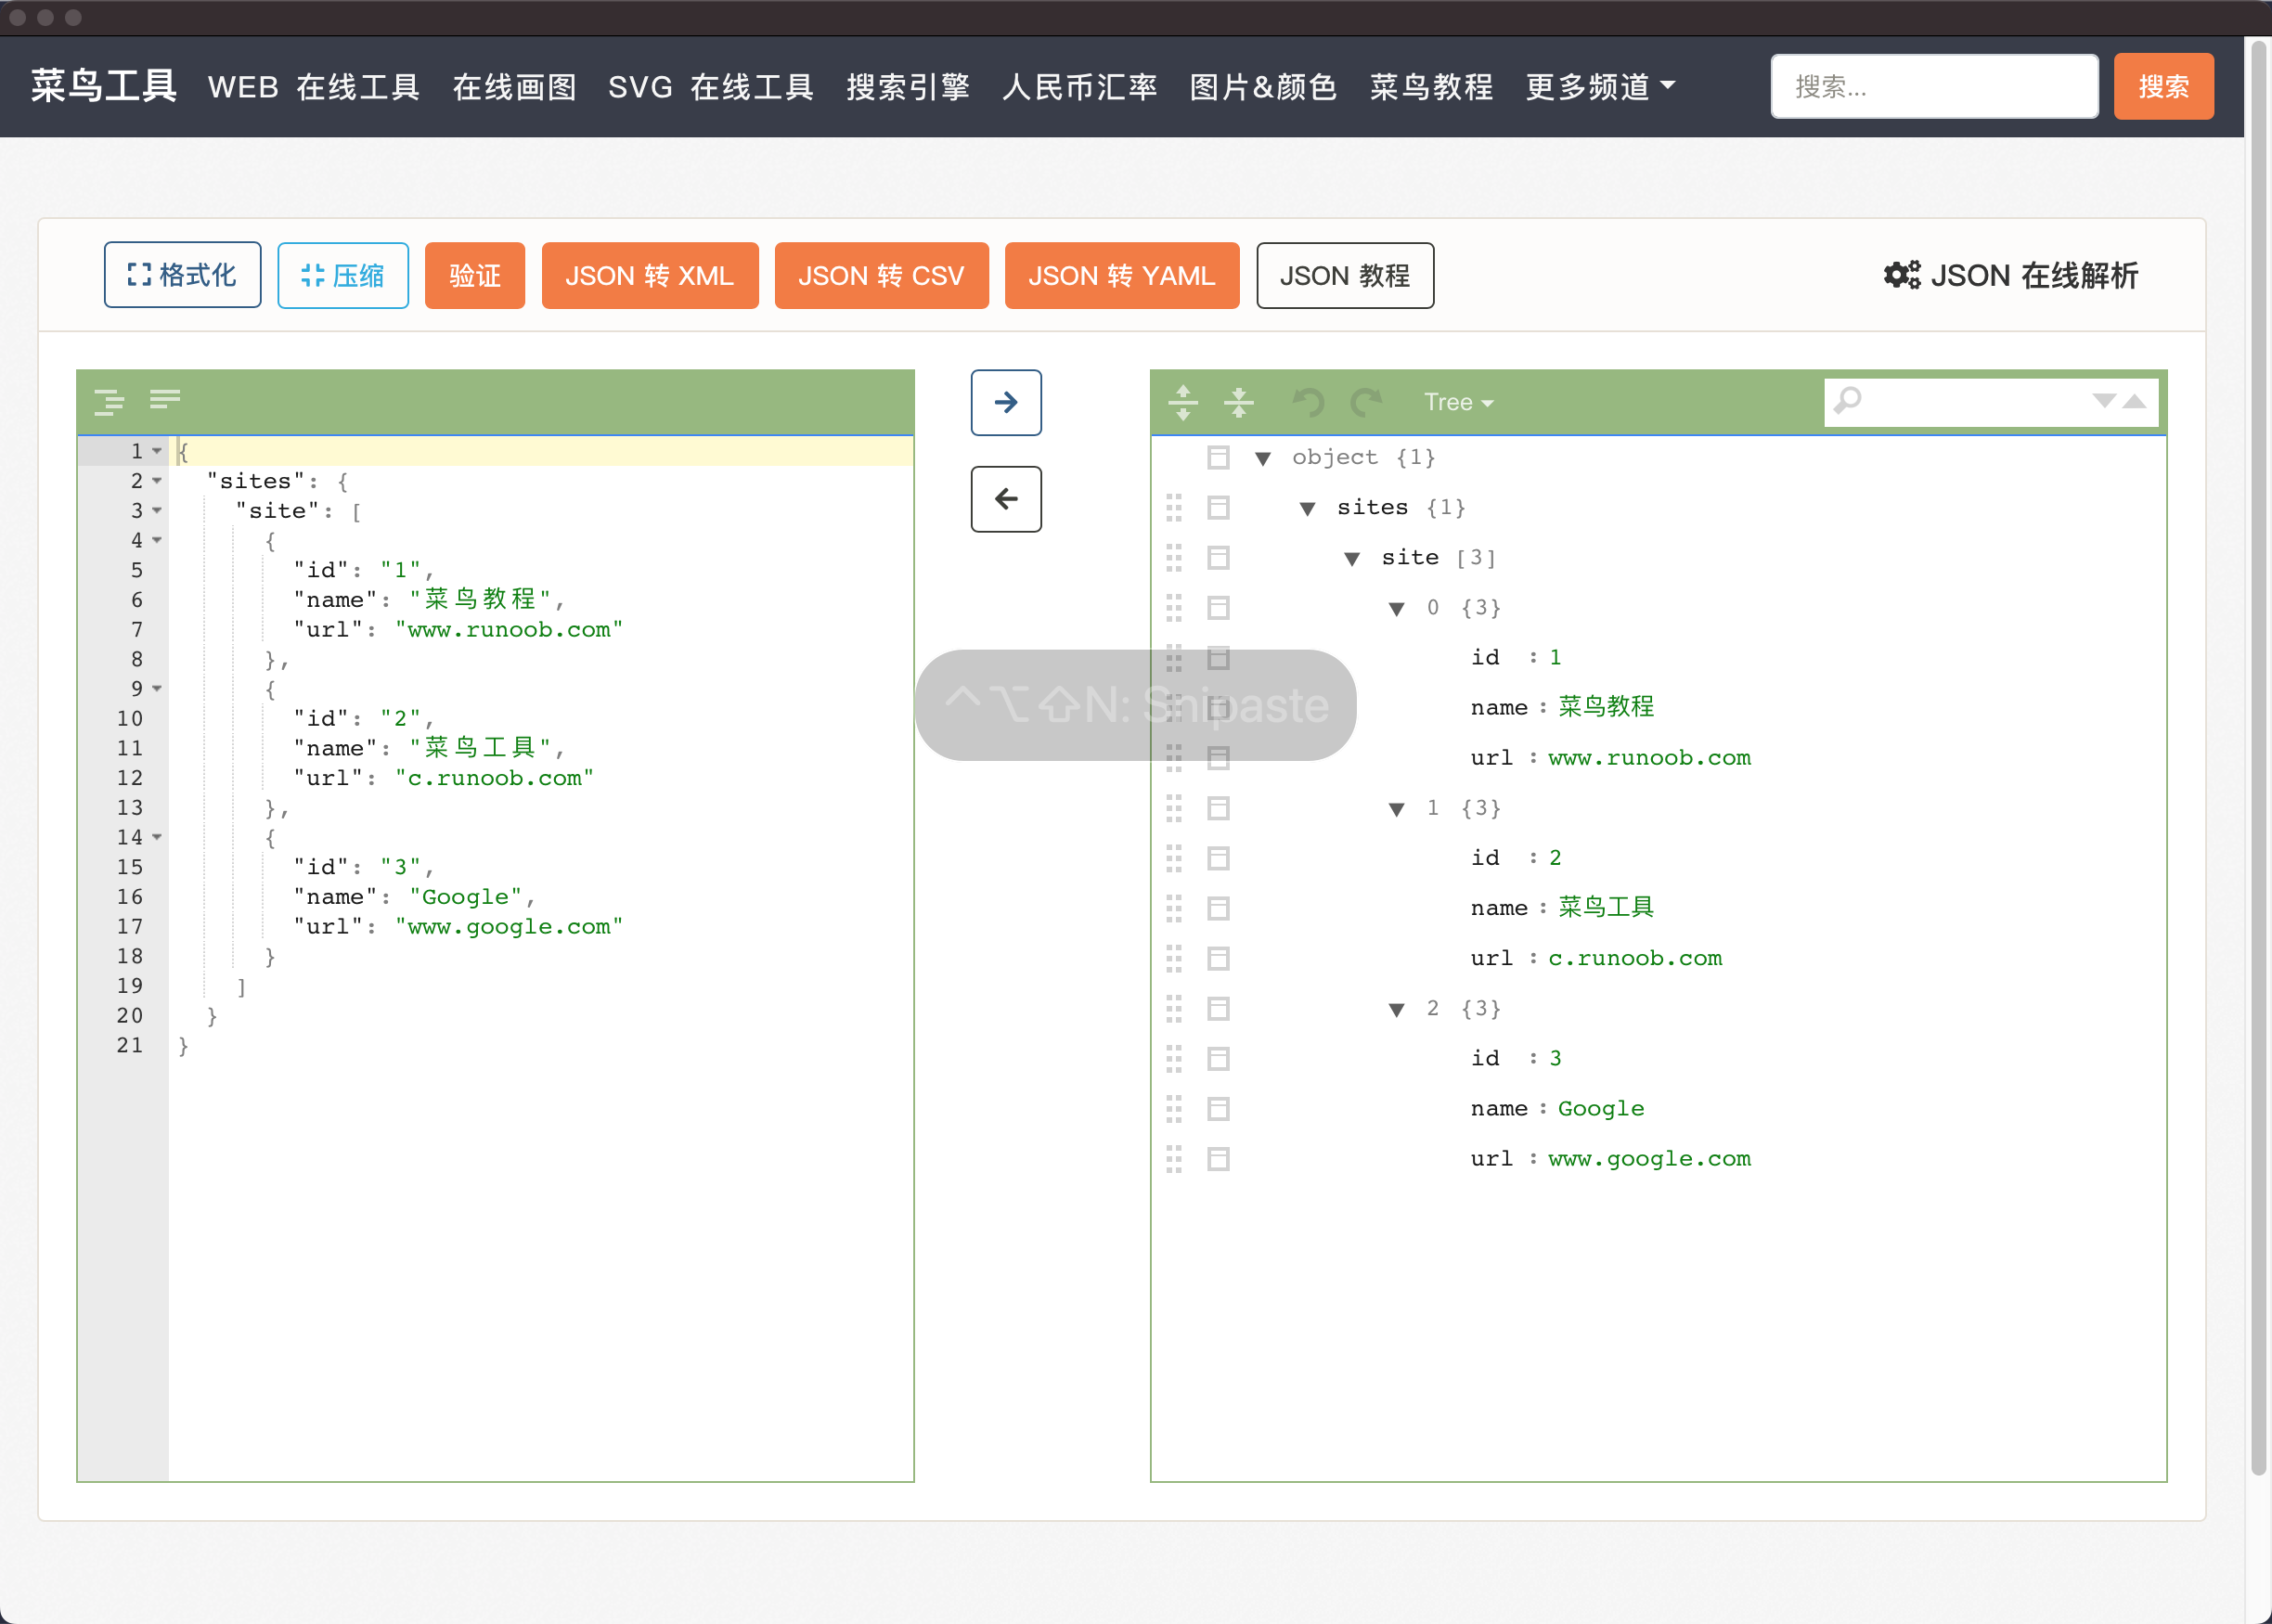 菜鸟工具 WEB 在线工具 在线画图 SVG 在线工具 搜索引擎 人民币汇率 图片&颜色 菜鸟教程 更多频道 搜索... 搜索
格式化 压缩 验证 JSON 转 XML JSON 转 CSV JSON 转 YAML JSON 教程 JSON 在线解析
1 {
2 "sites": {
3 "site": [
4 {
5 "id": "1",
6 "name": "菜鸟教程",
7 "url": "www.runoob.com"
8 },
9 {
10 "id": "2",
11 "name": "菜鸟工具",
12 "url": "c.runoob.com"
13 },
14 {
15 "id": "3",
16 "name": "Google",
17 "url": "www.google.com"
18 }
19 ]
20 }
21 }
⌃⌥⇧N: Snipaste
Tree
object {1}
sites {1}
site [3]
0 {3}
id : 1
name : 菜鸟教程
url : www.runoob.com
1 {3}
id : 2
name : 菜鸟工具
url : c.runoob.com
2 {3}
id : 3
name : Google
url : www.google.com